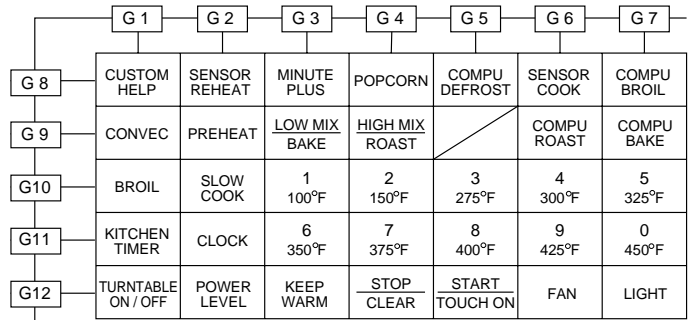 G 1 G 2 G 3 G 4 G 5 G 6 G 7
G 8 CUSTOM HELP SENSOR REHEAT MINUTE PLUS POPCORN COMPU DEFROST SENSOR COOK COMPU BROIL
G 9 CONVEC PREHEAT LOW MIX BAKE HIGH MIX ROAST COMPU ROAST COMPU BAKE
G10 BROIL SLOW COOK 1 100°F 2 150°F 3 275°F 4 300°F 5 325°F
G11 KITCHEN TIMER CLOCK 6 350°F 7 375°F 8 400°F 9 425°F 0 450°F
G12 TURNTABLE ON / OFF POWER LEVEL KEEP WARM STOP CLEAR START TOUCH ON FAN LIGHT